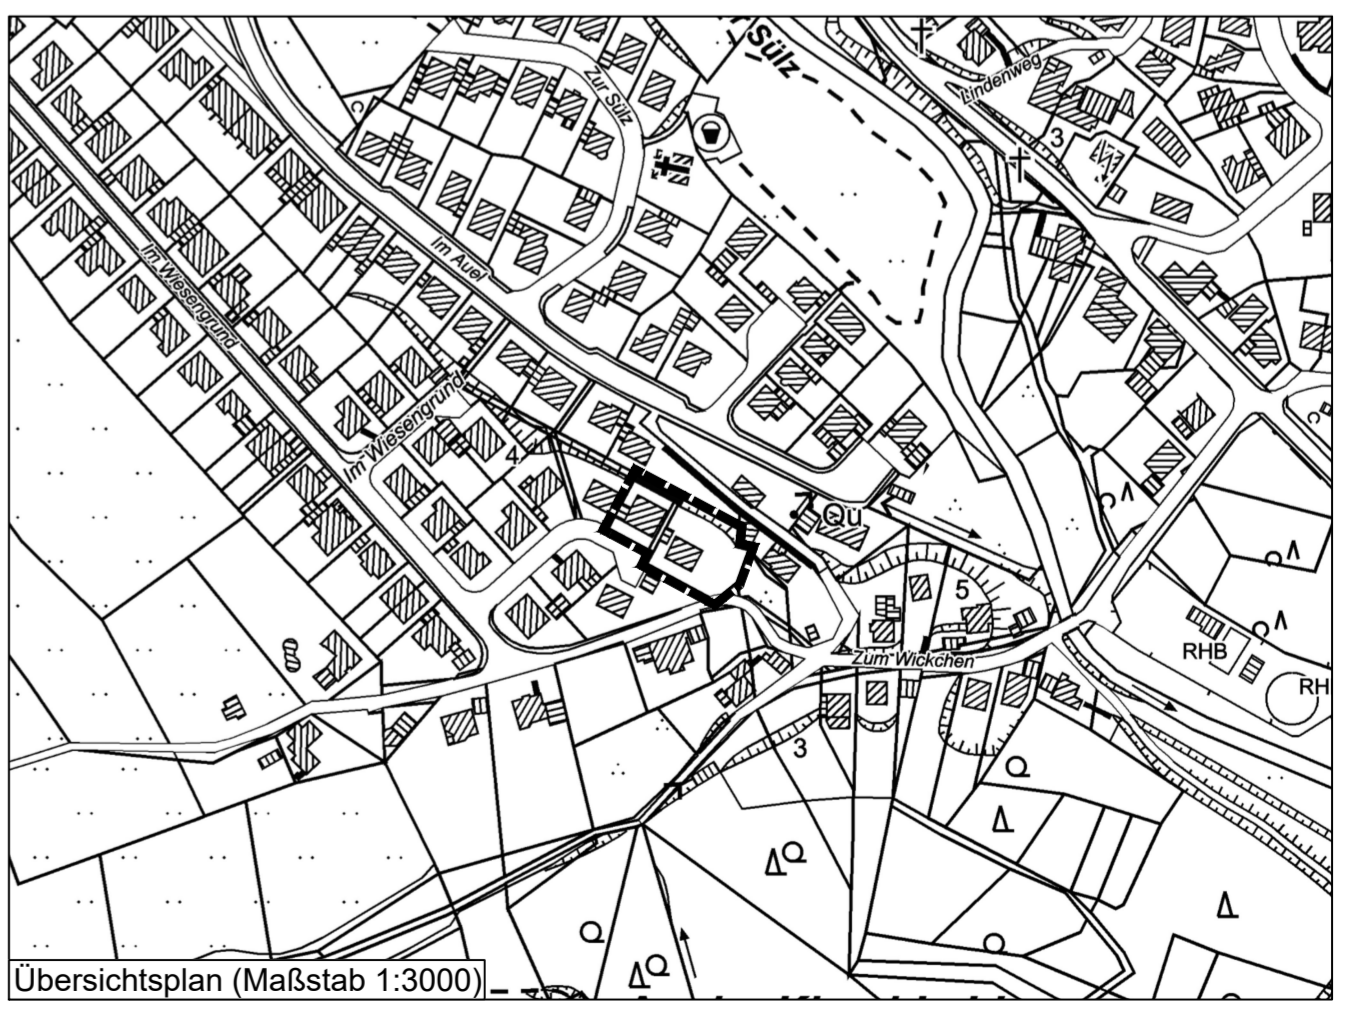 Sülz
Lindenweg
Zur Sülz
3
Im Auel
Im Wiesengrund
Im Wiesengrund
4
Qu
5
Zum Wickchen
RHB
RH
3
Übersichtsplan (Maßstab 1:3000)